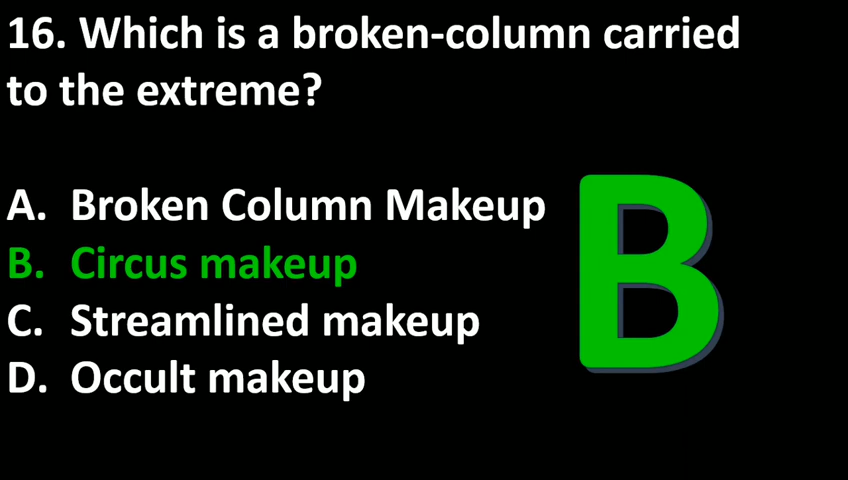 16. Which is a broken-column carried
to the extreme?
A. Broken Column Makeup
B. Circus makeup
C. Streamlined makeup
D. Occult makeup
B